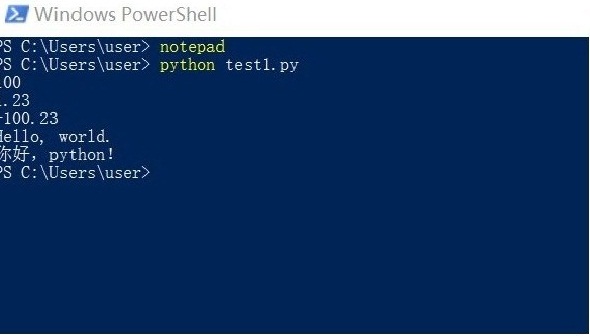 Windows PowerShell
PS C:\Users\user> notepad
PS C:\Users\user> python test1.py
100
1.23
-100.23
Hello, world.
你好，python！
PS C:\Users\user>